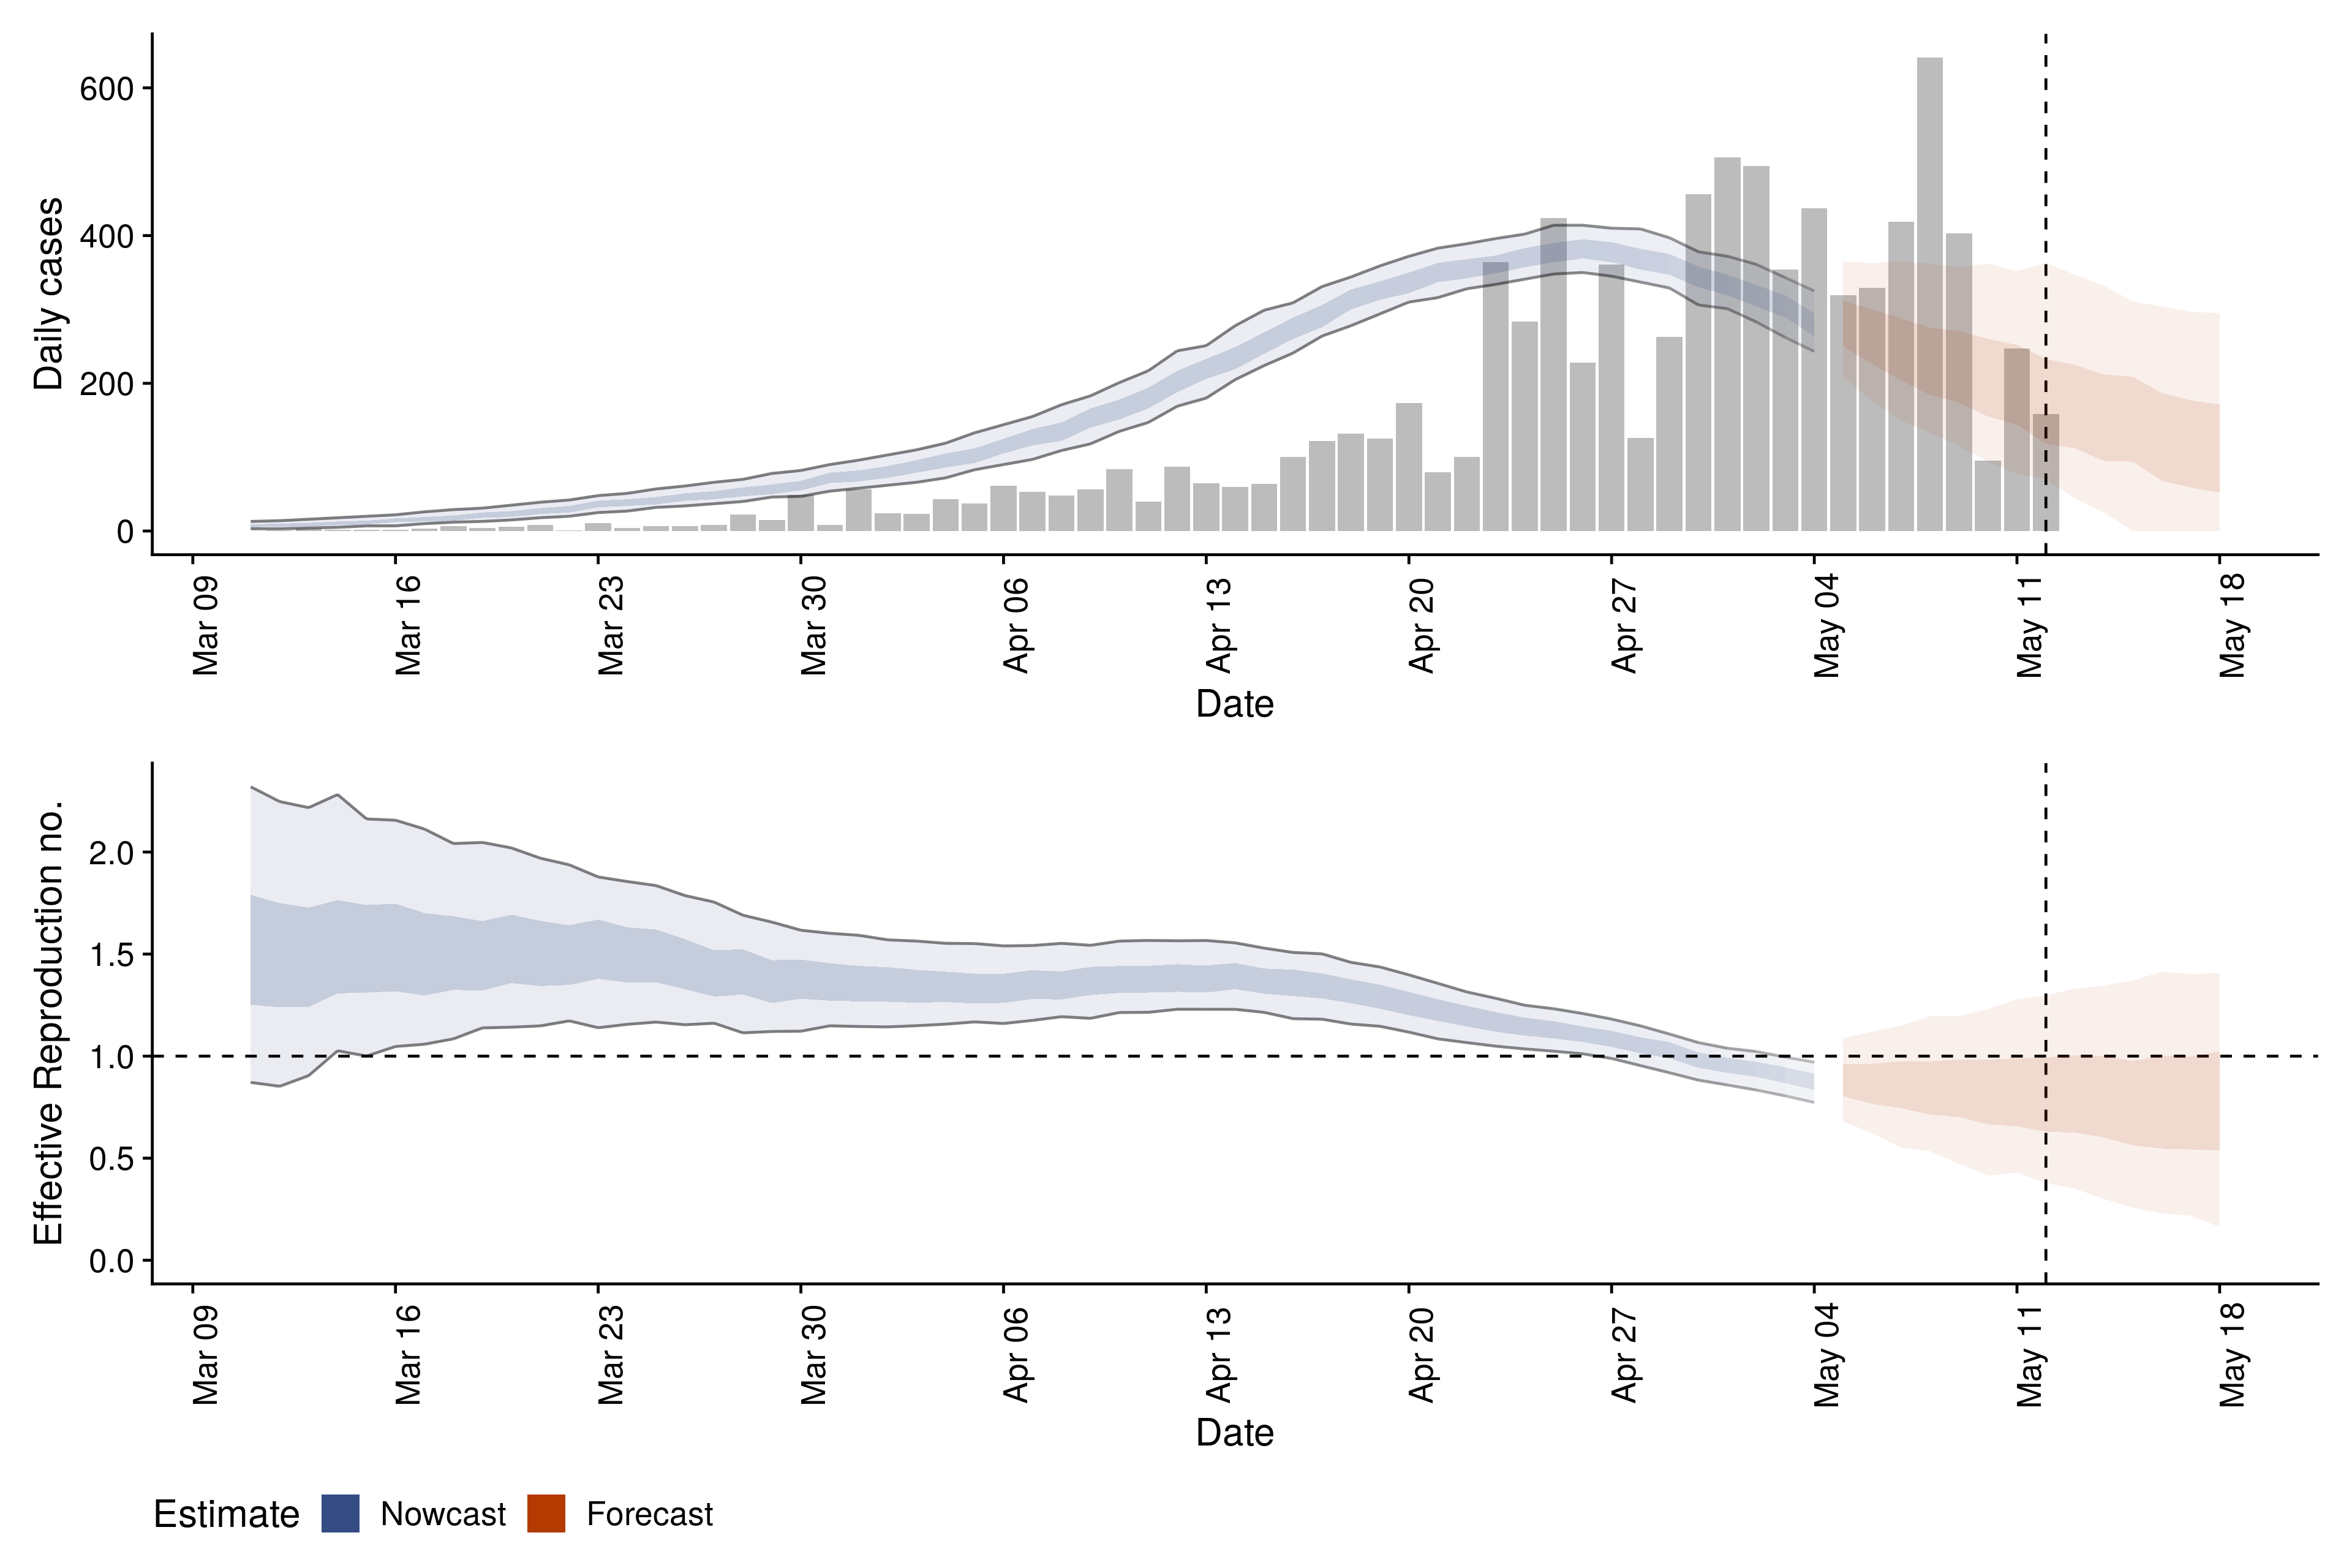 Daily cases
600
400
200
0
Mar 09 Mar 16 Mar 23 Mar 30 Apr 06 Apr 13 Apr 20 Apr 27 May 04 May 11 May 18
Date
Effective Reproduction no.
2.0
1.5
1.0
0.5
0.0
Mar 09 Mar 16 Mar 23 Mar 30 Apr 06 Apr 13 Apr 20 Apr 27 May 04 May 11 May 18
Date
Estimate Nowcast Forecast